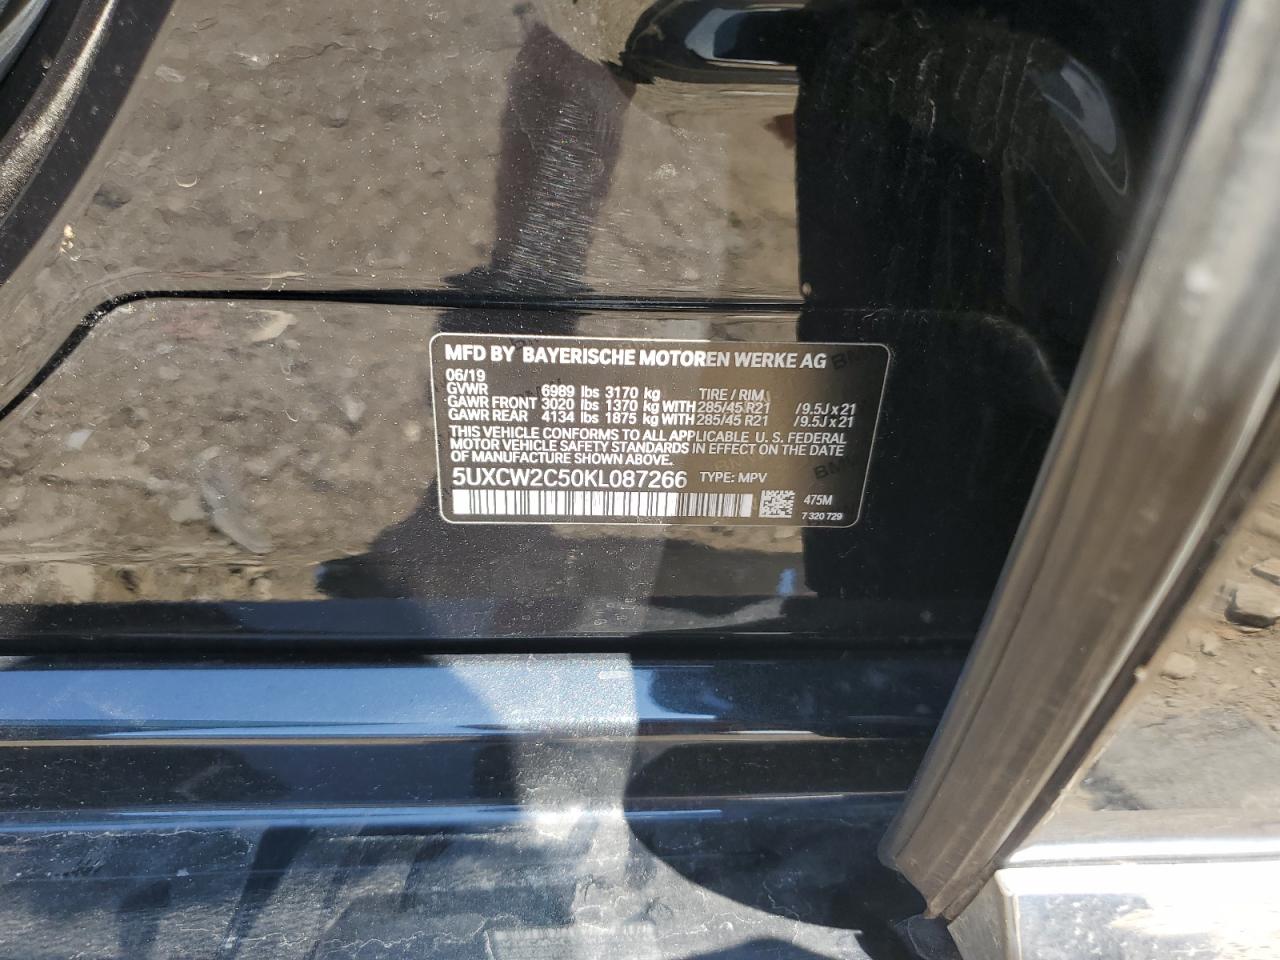 MFD BY BAYERISCHE MOTOREN WERKE AG
06/19
GVWR 6989 lbs 3170 kg TIRE / RIM
GAWR FRONT 3020 lbs 1370 kg WITH 285/45 R21 /9.5J x 21
GAWR REAR 4134 lbs 1875 kg WITH 285/45 R21 /9.5J x 21
THIS VEHICLE CONFORMS TO ALL APPLICABLE U. S. FEDERAL
MOTOR VEHICLE SAFETY STANDARDS IN EFFECT ON THE DATE
OF MANUFACTURE SHOWN ABOVE.
5UXCW2C50KL087266 TYPE: MPV
475M
7 320 729